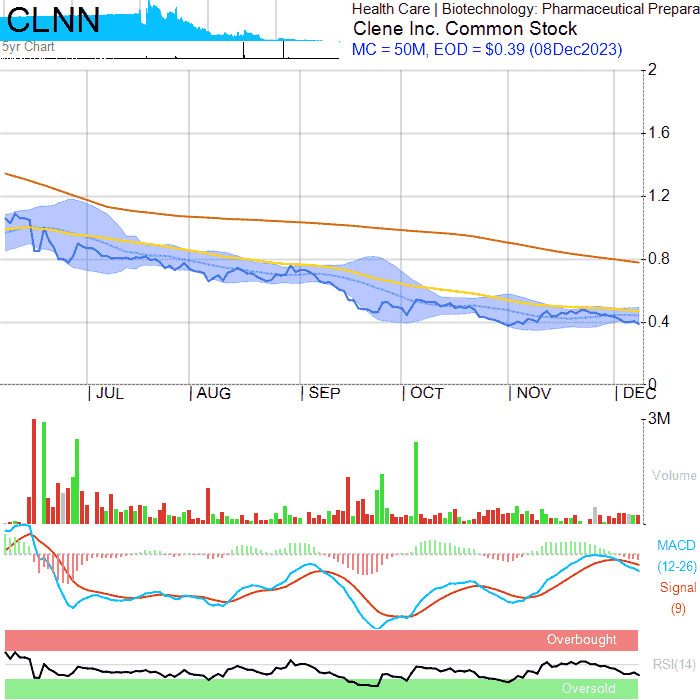 CLNN
5yr Chart
Health Care | Biotechnology: Pharmaceutical Prepara
Clene Inc. Common Stock
MC = 50M, EOD = $0.39 (08Dec2023)
2
1.6
1.2
0.8
0.4
0
JUL
AUG
SEP
OCT
NOV
DEC
3M
Volume
MACD
(12-26)
Signal
(9)
Overbought
RSI(14)
Oversold